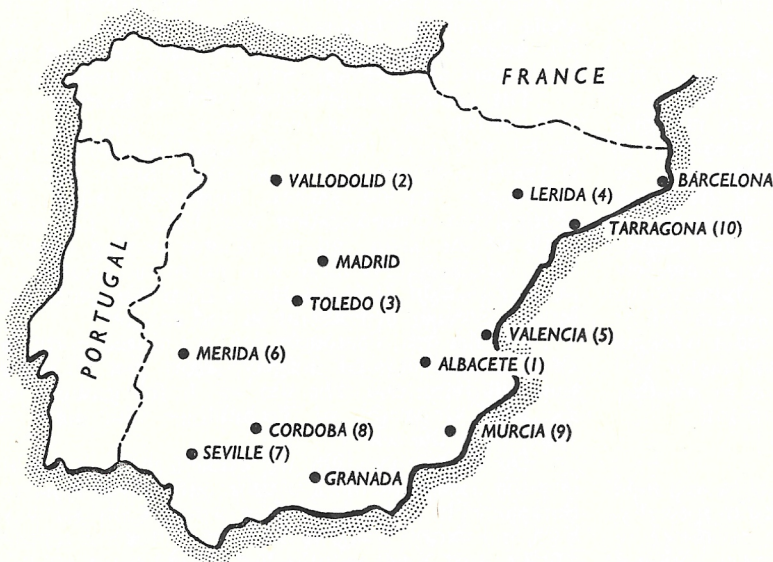 FRANCE
VALLODOLID (2)
BARCELONA
LERIDA (4)
TARRAGONA (10)
MADRID
TOLEDO (3)
PORTUGAL
VALENCIA (5)
MERIDA (6)
ALBACETE (1)
CORDOBA (8)
MURCIA (9)
SEVILLE (7)
GRANADA